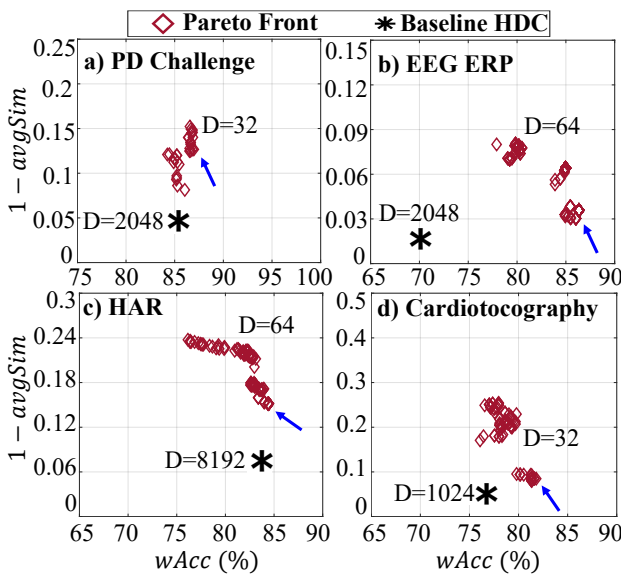 Pareto Front
Baseline HDC
a) PD Challenge
b) EEG ERP
c) HAR
d) Cardiotocography
1 − avgSim
0.25
0.2
0.15
0.1
0.05
0
D=32
D=2048
75
80
85
90
95
100
0.15
0.12
0.09
0.06
0.03
0
D=64
D=2048
65
70
75
80
85
90
1 − avgSim
0.3
0.24
0.18
0.12
0.06
0
D=64
D=8192
65
70
75
80
85
90
wAcc (%)
0.5
0.4
0.3
0.2
0.1
0
D=32
D=1024
65
70
75
80
85
90
wAcc (%)